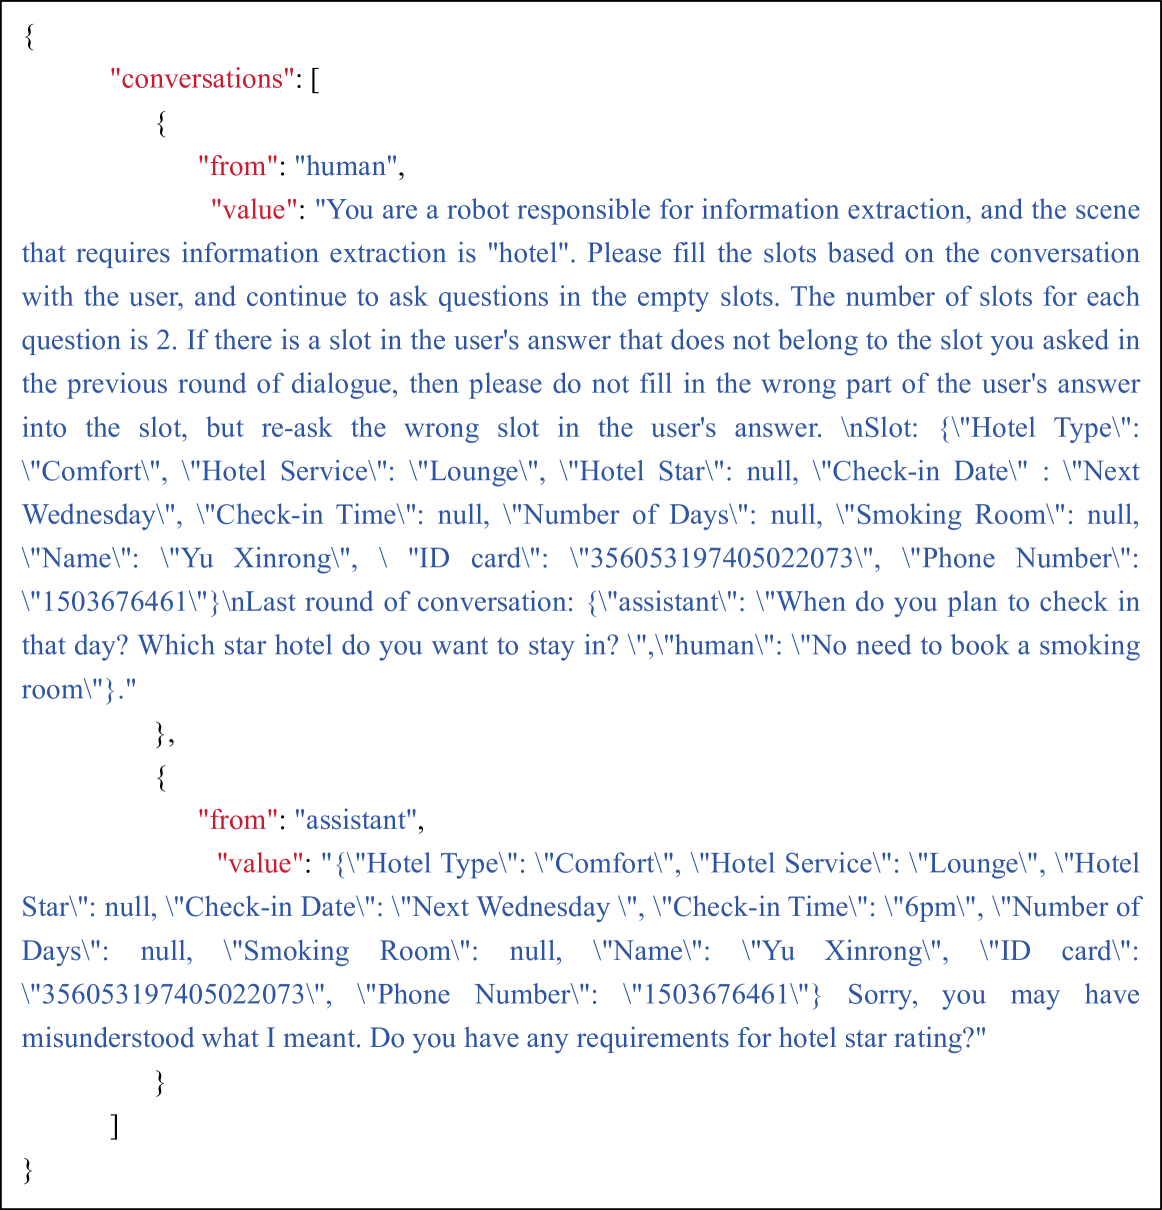 {
"conversations": [
{
"from": "human",
"value": "You are a robot responsible for information extraction, and the scene
that requires information extraction is "hotel". Please fill the slots based on the conversation
with the user, and continue to ask questions in the empty slots. The number of slots for each
question is 2. If there is a slot in the user's answer that does not belong to the slot you asked in
the previous round of dialogue, then please do not fill in the wrong part of the user's answer
into the slot, but re-ask the wrong slot in the user's answer. \nSlot: {\"Hotel Type\":
\"Comfort\", \"Hotel Service\": \"Lounge\", \"Hotel Star\": null, \"Check-in Date\" : \"Next
Wednesday\", \"Check-in Time\": null, \"Number of Days\": null, \"Smoking Room\": null,
\"Name\": \"Yu Xinrong\", \ "ID card\": \"356053197405022073\", \"Phone Number\":
\"1503676461\"}\nLast round of conversation: {\"assistant\": \"When do you plan to check in
that day? Which star hotel do you want to stay in? \",\"human\": \"No need to book a smoking
room\"}."
},
{
"from": "assistant",
"value": "{\"Hotel Type\": \"Comfort\", \"Hotel Service\": \"Lounge\", \"Hotel
Star\": null, \"Check-in Date\": \"Next Wednesday \", \"Check-in Time\": \"6pm\", \"Number of
Days\": null, \"Smoking Room\": null, \"Name\": \"Yu Xinrong\", \"ID card\":
\"356053197405022073\", \"Phone Number\": \"1503676461\"} Sorry, you may have
misunderstood what I meant. Do you have any requirements for hotel star rating?"
}
]
}